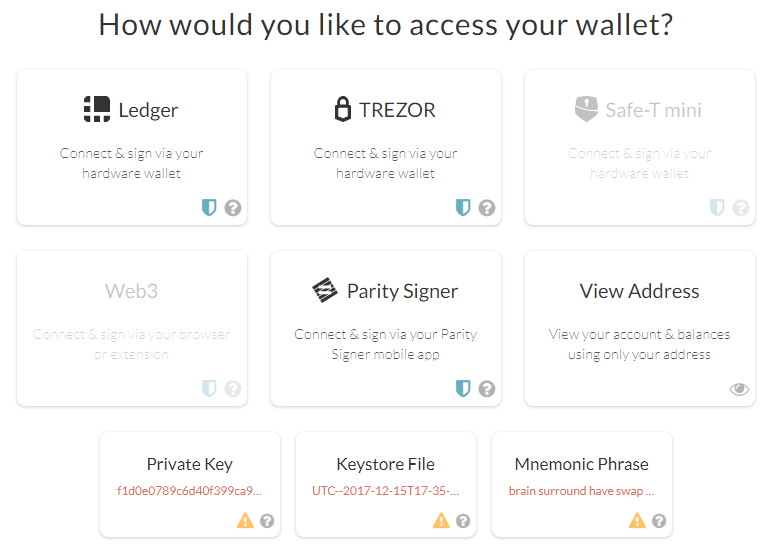 How would you like to access your wallet?
Ledger
Connect & sign via your
hardware wallet
TREZOR
Connect & sign via your
hardware wallet
Safe-T mini
Connect & sign via your
hardware wallet
Web3
Connect & sign via your browser
or extension
Parity Signer
Connect & sign via your Parity
Signer mobile app
View Address
View your account & balances
using only your address
Private Key
f1d0e0789c6d40f399ca9...
Keystore File
UTC--2017-12-15T17-35-...
Mnemonic Phrase
brain surround have swap ...